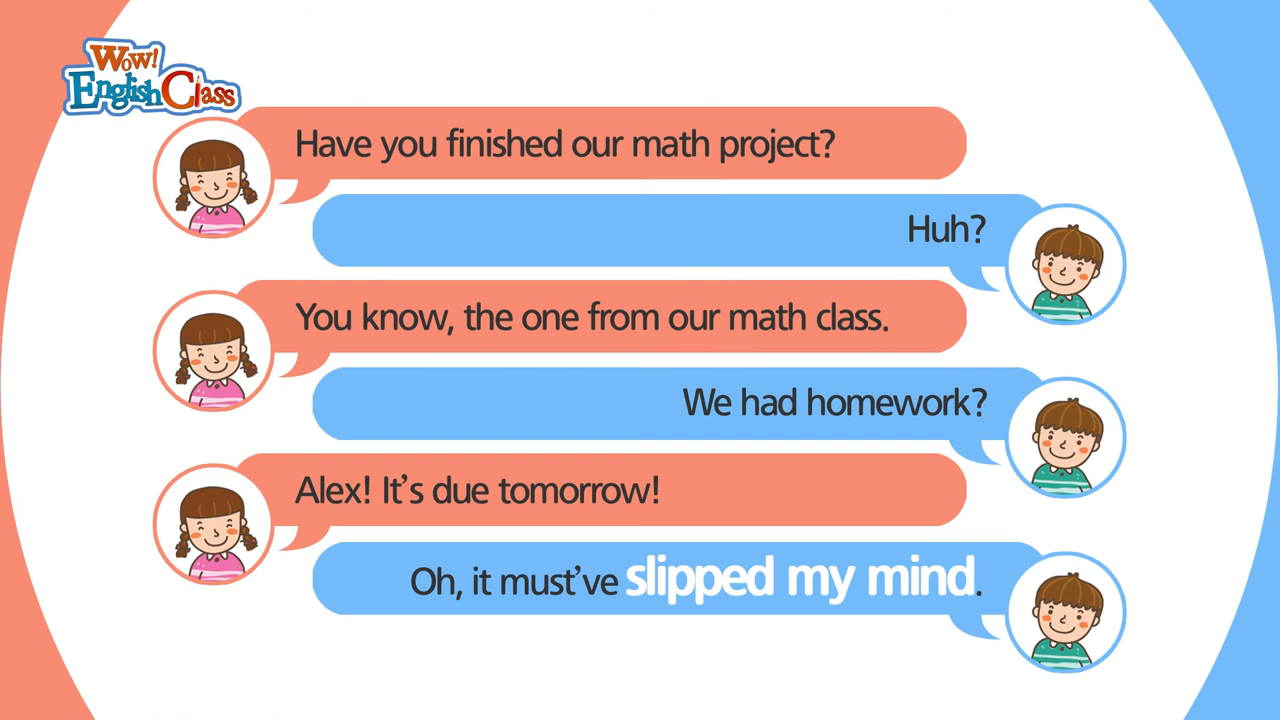 Wow!
English Class
Have you finished our math project?
Huh?
You know, the one from our math class.
We had homework?
Alex! It’s due tomorrow!
Oh, it must’ve slipped my mind.